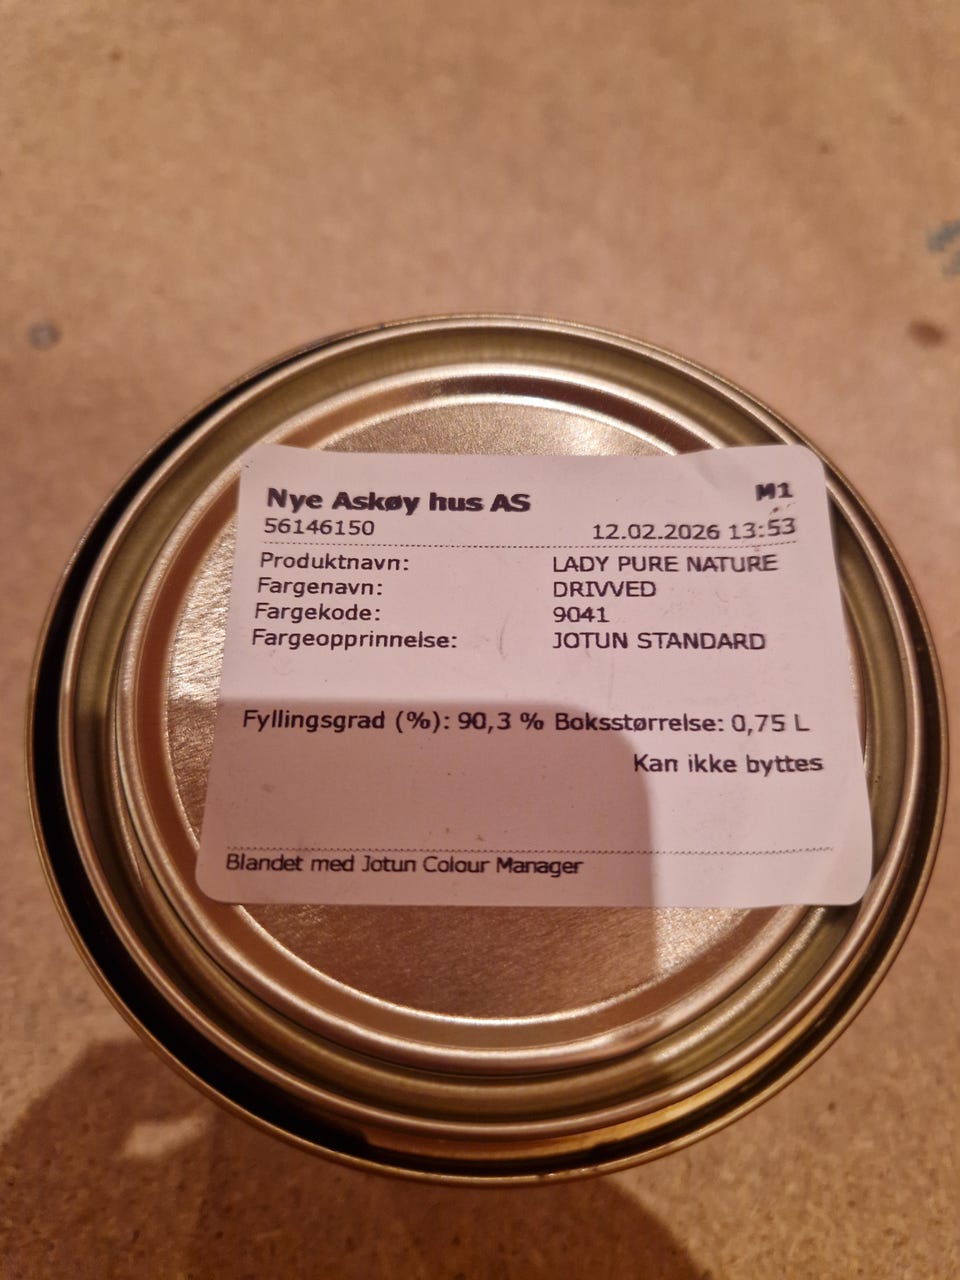 Nye Askøy hus AS M1
56146150 12.02.2026 13:53
Produktnavn: LADY PURE NATURE
Fargenavn: DRIVVED
Fargekode: 9041
Fargeopprinnelse: JOTUN STANDARD
Fyllingsgrad (%): 90,3 % Boksstørrelse: 0,75 L
Kan ikke byttes
Blandet med Jotun Colour Manager